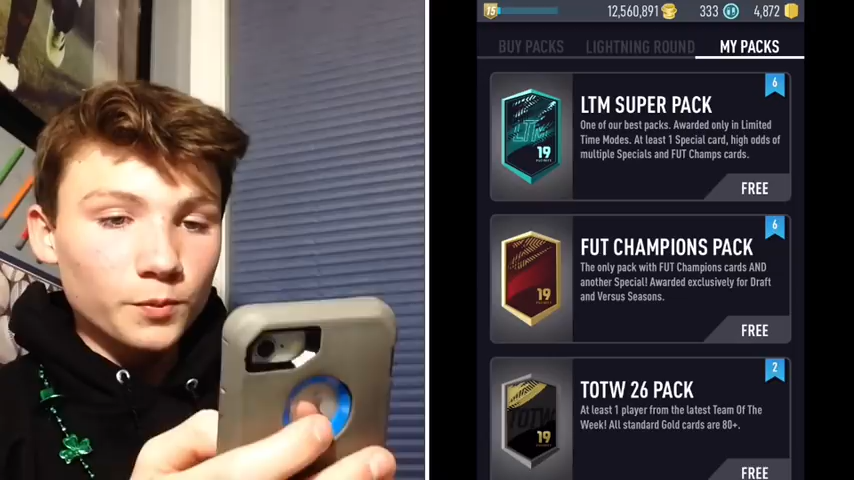 15 12,560,891 333 4,872
BUY PACKS LIGHTNING ROUND MY PACKS
6
LTM SUPER PACK
One of our best packs. Awarded only in Limited
Time Modes. At least 1 Special card, high odds of
multiple Specials and FUT Champs cards.
LTM
19
FREE
6
FUT CHAMPIONS PACK
The only pack with FUT Champions cards AND
another Special! Awarded exclusively for Draft
and Versus Seasons.
19
FREE
2
TOTW 26 PACK
At least 1 player from the latest Team Of The
Week! All standard Gold cards are 80+.
TOTW
19
FREE